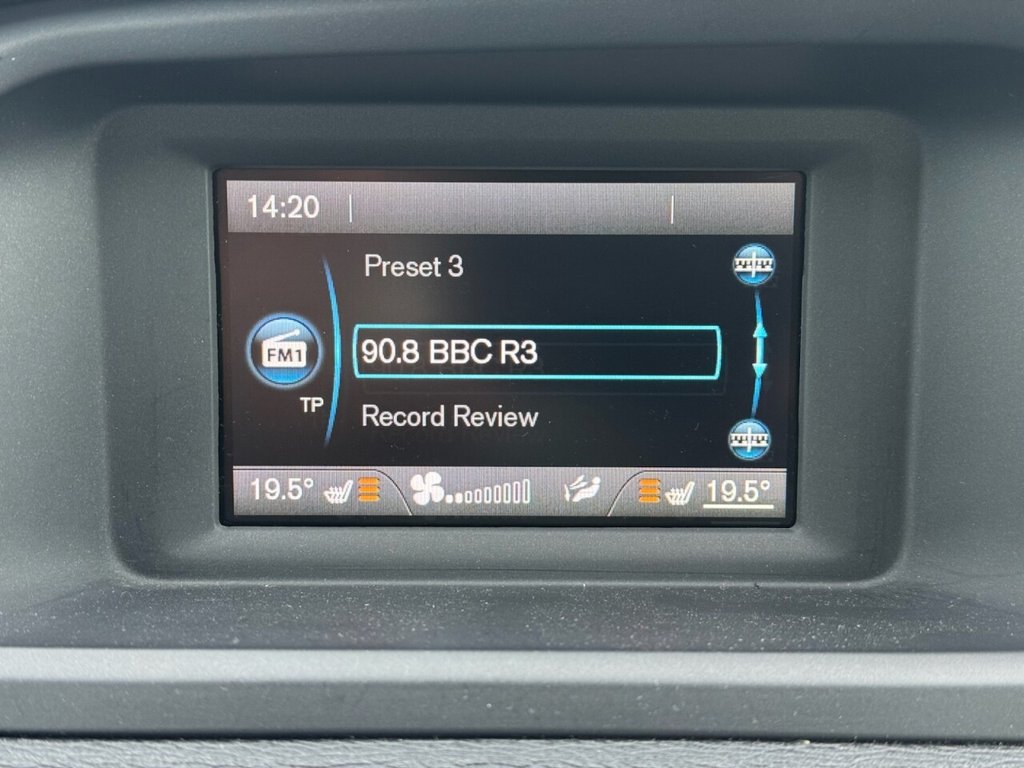 14:20
Preset 3
FM1
90.8 BBC R3
TP
Record Review
19.5° 19.5°